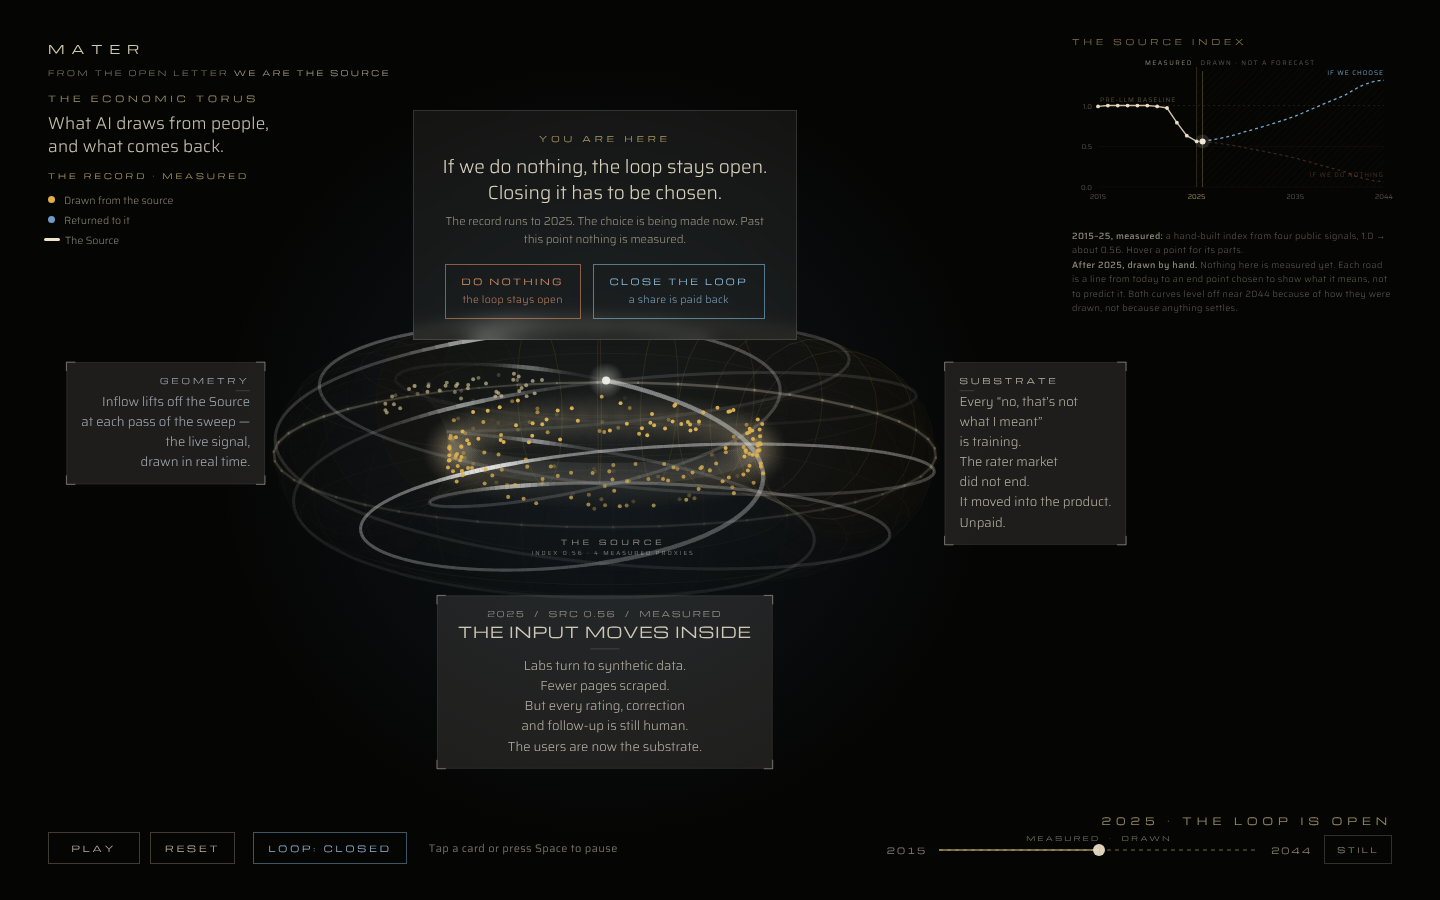 MATER
FROM THE OPEN LETTER WE ARE THE SOURCE
THE ECONOMIC TORUS
What AI draws from people,
and what comes back.
THE RECORD · MEASURED
Drawn from the source
Returned to it
The Source
YOU ARE HERE
If we do nothing, the loop stays open.
Closing it has to be chosen.
The record runs to 2025. The choice is being made now. Past
this point nothing is measured.
DO NOTHING
the loop stays open
CLOSE THE LOOP
a share is paid back
THE SOURCE INDEX
MEASURED DRAWN · NOT A FORECAST
IF WE CHOOSE
PRE-LLM BASELINE
1.0
0.5
IF WE DO NOTHING
0.0
2015 2025 2035 2044
2015–25, measured: a hand-built index from four public signals, 1.0 →
about 0.56. Hover a point for its parts.
After 2025, drawn by hand. Nothing here is measured yet. Each road
is a line from today to an end point chosen to show what it means, not
to predict it. Both curves level off near 2044 because of how they were
drawn, not because anything settles.
GEOMETRY
Inflow lifts off the Source
at each pass of the sweep —
the live signal,
drawn in real time.
SUBSTRATE
Every “no, that’s not
what I meant”
is training.
The rater market
did not end.
It moved into the product.
Unpaid.
THE SOURCE
INDEX 0.56 · 4 MEASURED PROXIES
2025 / SRC 0.56 / MEASURED
THE INPUT MOVES INSIDE
Labs turn to synthetic data.
Fewer pages scraped.
But every rating, correction
and follow-up is still human.
The users are now the substrate.
PLAY
RESET
LOOP: CLOSED
Tap a card or press Space to pause
2025 · THE LOOP IS OPEN
MEASURED · DRAWN
2015
2044
STILL